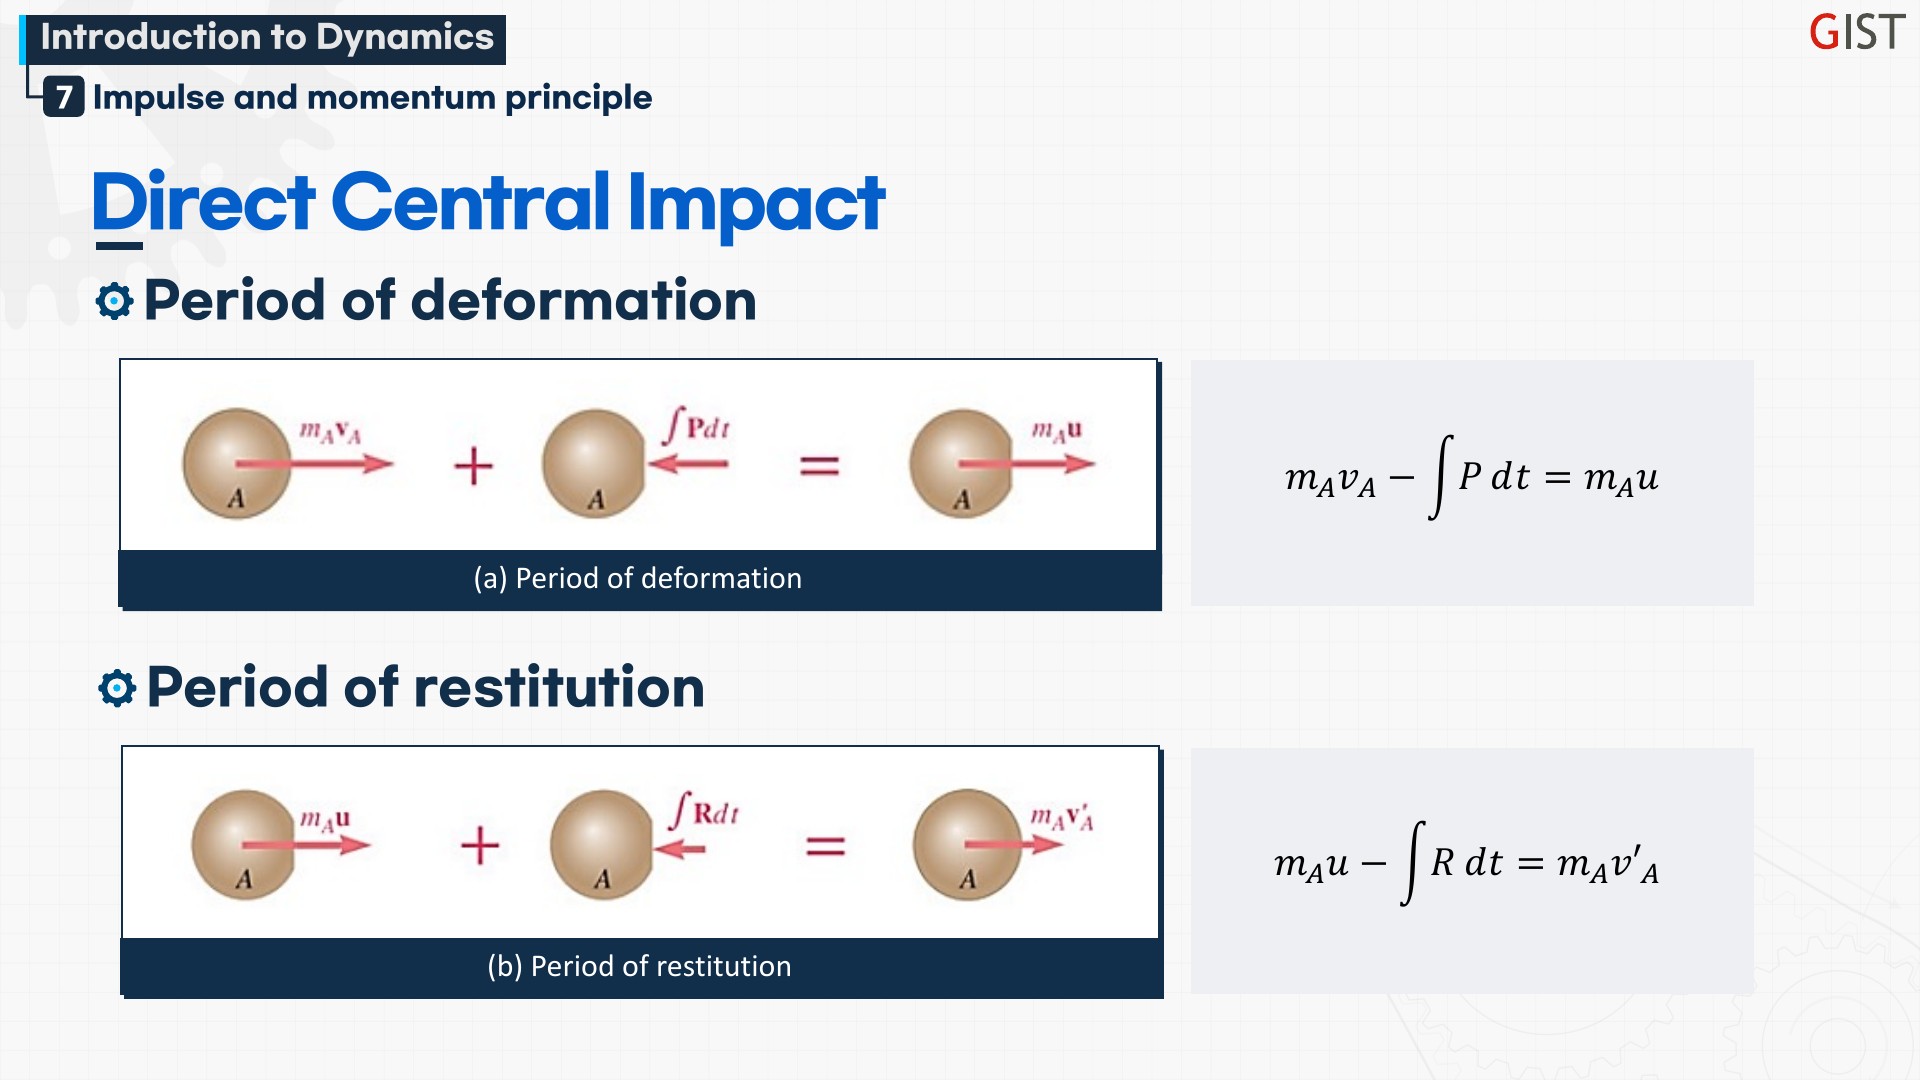 Introduction to Dynamics
GIST
7 Impulse and momentum principle
Direct Central Impact
Period of deformation
m_A v_A
A
+
∫Pdt
A
=
m_A u
A
(a) Period of deformation
m_A v_A − ∫ P dt = m_A u
Period of restitution
m_A u
A
+
∫Rdt
A
=
m_A v′_A
A
(b) Period of restitution
m_A u − ∫ R dt = m_A v′_A